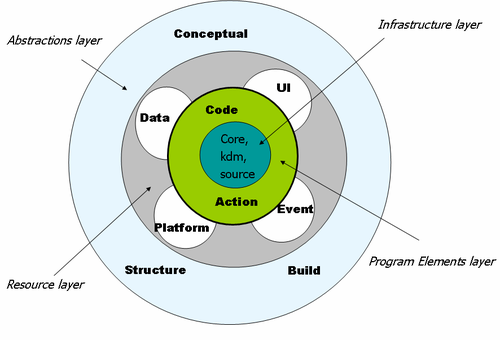 Conceptual
Infrastructure layer
Abstractions layer
UI
Code
Data
Core,
kdm,
source
Action
Event
Platform
Program Elements layer
Structure
Build
Resource layer